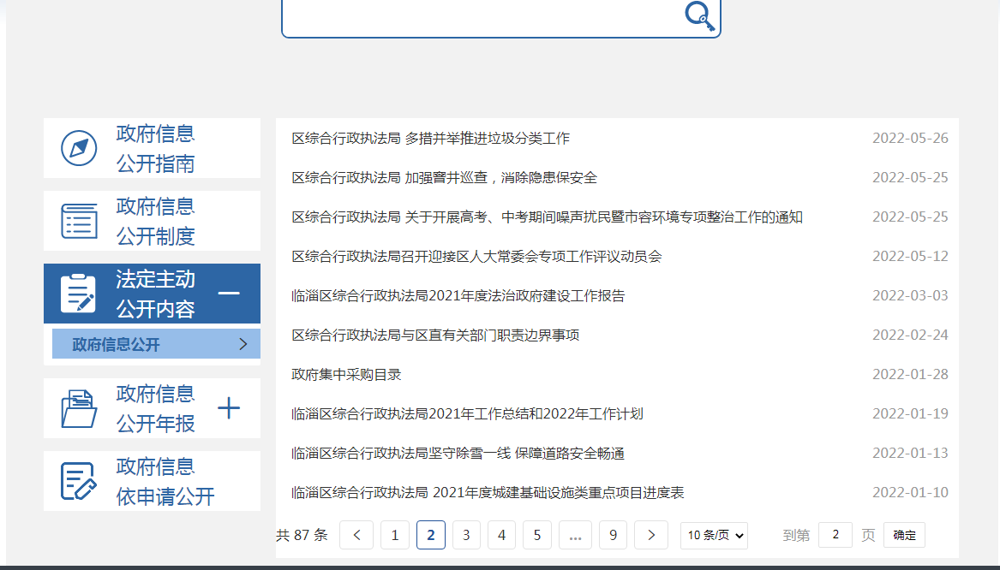 政府信息
公开指南
政府信息
公开制度
法定主动
公开内容
政府信息公开
政府信息
公开年报
政府信息
依申请公开
区综合行政执法局 多措并举推进垃圾分类工作 2022-05-26
区综合行政执法局 加强窨井巡查，消除隐患保安全 2022-05-25
区综合行政执法局 关于开展高考、中考期间噪声扰民暨市容环境专项整治工作的通知 2022-05-25
区综合行政执法局召开迎接区人大常委会专项工作评议动员会 2022-05-12
临淄区综合行政执法局2021年度法治政府建设工作报告 2022-03-03
区综合行政执法局与区直有关部门职责边界事项 2022-02-24
政府集中采购目录 2022-01-28
临淄区综合行政执法局2021年工作总结和2022年工作计划 2022-01-19
临淄区综合行政执法局坚守除雪一线 保障道路安全畅通 2022-01-13
临淄区综合行政执法局 2021年度城建基础设施类重点项目进度表 2022-01-10
共 87 条 < 1 2 3 4 5 ... 9 > 10 条/页 到第 2 页 确定